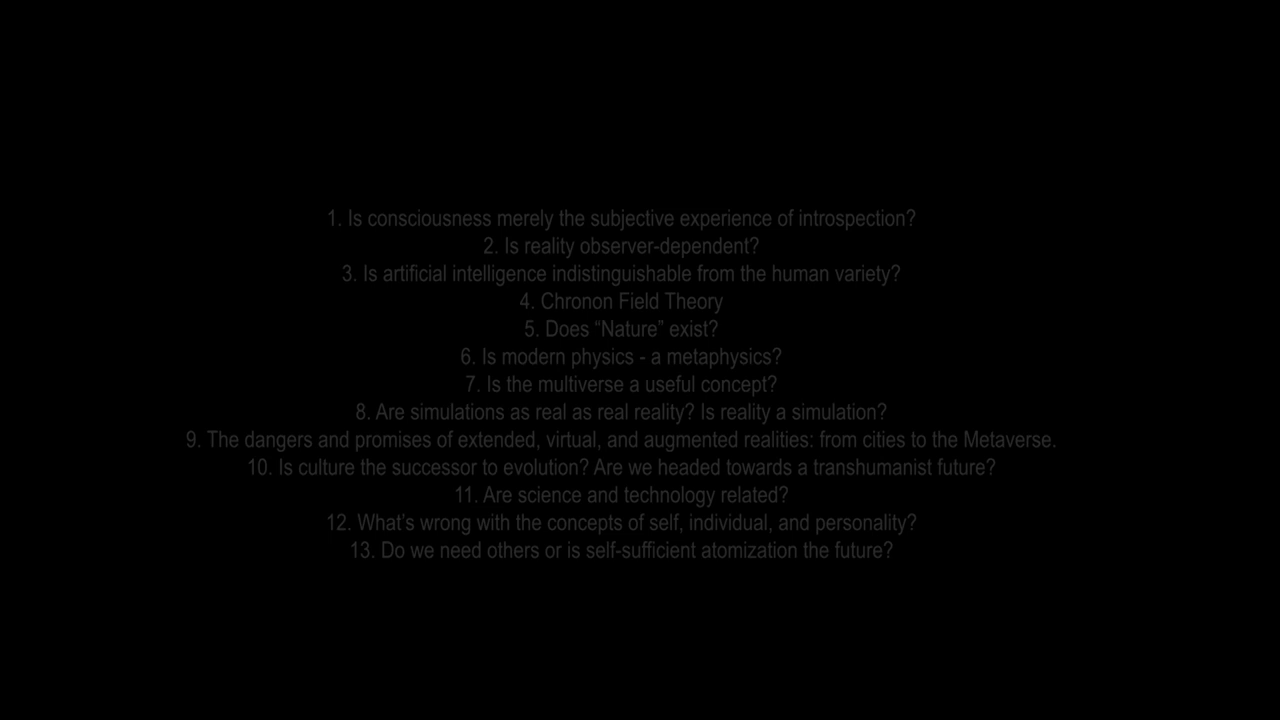 1. Is consciousness merely the subjective experience of introspection?
2. Is reality observer-dependent?
3. Is artificial intelligence indistinguishable from the human variety?
4. Chronon Field Theory
5. Does “Nature” exist?
6. Is modern physics - a metaphysics?
7. Is the multiverse a useful concept?
8. Are simulations as real as real reality? Is reality a simulation?
9. The dangers and promises of extended, virtual, and augmented realities: from cities to the Metaverse.
10. Is culture the successor to evolution? Are we headed towards a transhumanist future?
11. Are science and technology related?
12. What’s wrong with the concepts of self, individual, and personality?
13. Do we need others or is self-sufficient atomization the future?